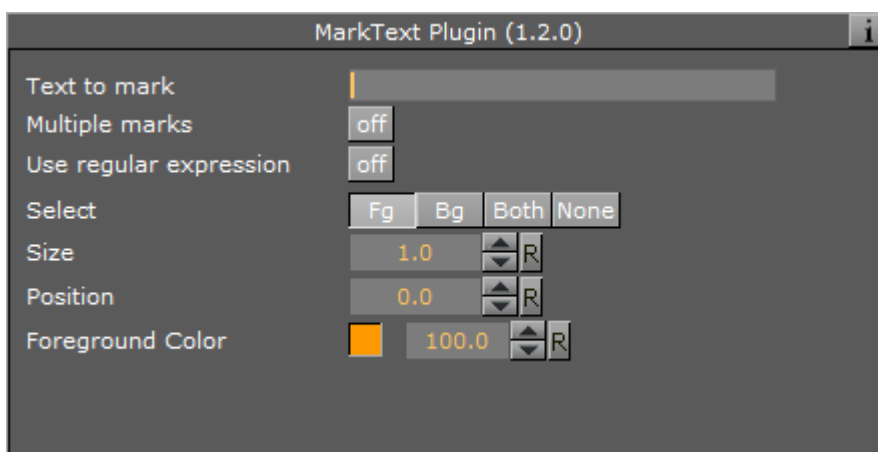 MarkText Plugin (1.2.0) i
Text to mark
Multiple marks off
Use regular expression off
Select Fg Bg Both None
Size 1.0 R
Position 0.0 R
Foreground Color 100.0 R